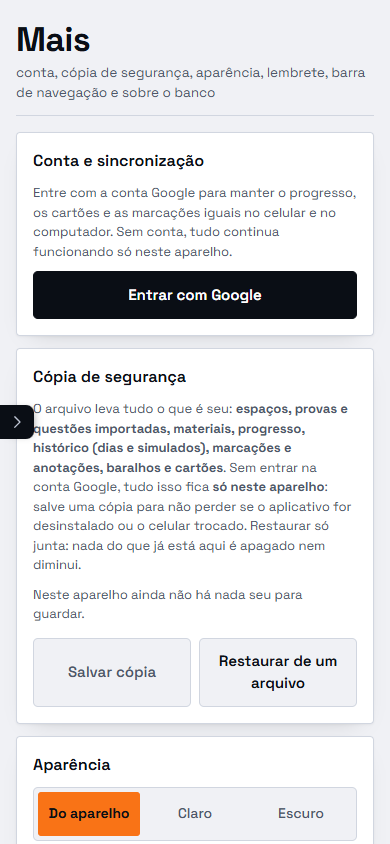 Mais
conta, cópia de segurança, aparência, lembrete, barra
de navegação e sobre o banco
Conta e sincronização
Entre com a conta Google para manter o progresso,
os cartões e as marcações iguais no celular e no
computador. Sem conta, tudo continua
funcionando só neste aparelho.
Entrar com Google
Cópia de segurança
O arquivo leva tudo o que é seu: espaços, provas e
questões importadas, materiais, progresso,
histórico (dias e simulados), marcações e
anotações, baralhos e cartões. Sem entrar na
conta Google, tudo isso fica só neste aparelho:
salve uma cópia para não perder se o aplicativo for
desinstalado ou o celular trocado. Restaurar só
junta: nada do que já está aqui é apagado nem
diminui.
Neste aparelho ainda não há nada seu para
guardar.
Salvar cópia
Restaurar de um
arquivo
Aparência
Do aparelho
Claro
Escuro